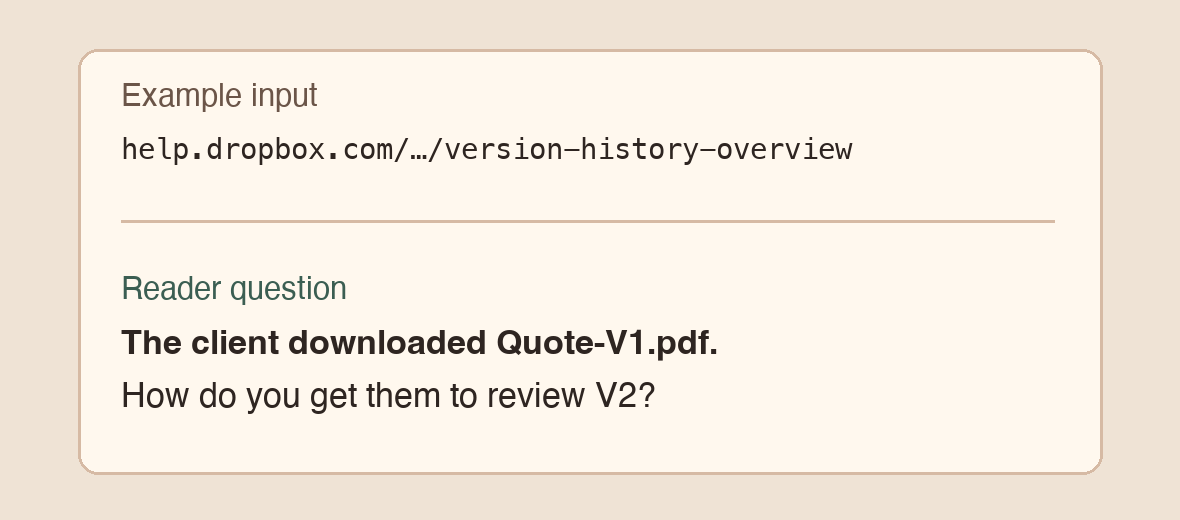 Example input
help.dropbox.com/…/version-history-overview
Reader question
The client downloaded Quote-V1.pdf.
How do you get them to review V2?